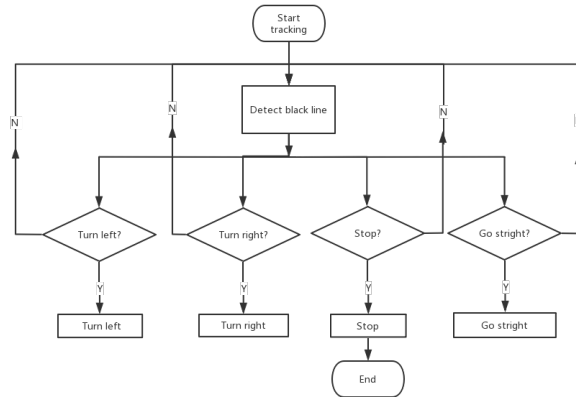 Start
tracking
Detect black line
N
N
N
Turn left?
Turn right?
Stop?
Go stright?
Y
Y
Y
Y
Turn left
Turn right
Stop
Go stright
End